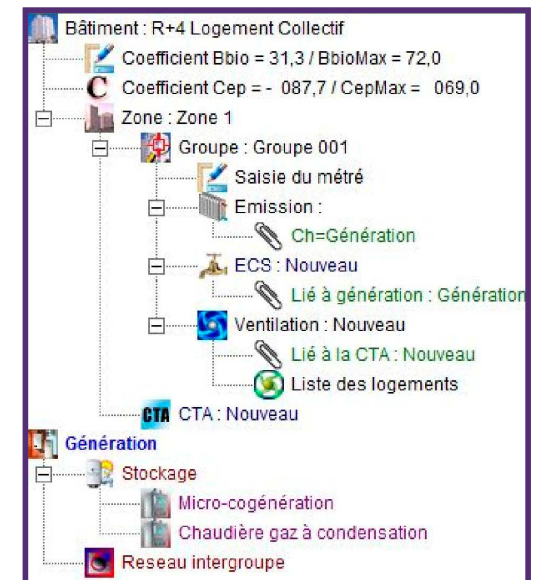 Bâtiment : R+4 Logement Collectif
Coefficient Bbio = 31,3 / BbioMax = 72,0
C Coefficient Cep = - 087,7 / CepMax = 069,0
Zone : Zone 1
Groupe : Groupe 001
Saisie du métré
Emission :
Ch=Génération
ECS : Nouveau
Lié à génération : Génération
Ventilation : Nouveau
Lié à la CTA : Nouveau
Liste des logements
CTA CTA : Nouveau
Génération
Stockage
Micro-cogénération
Chaudière gaz à condensation
Reseau intergroupe